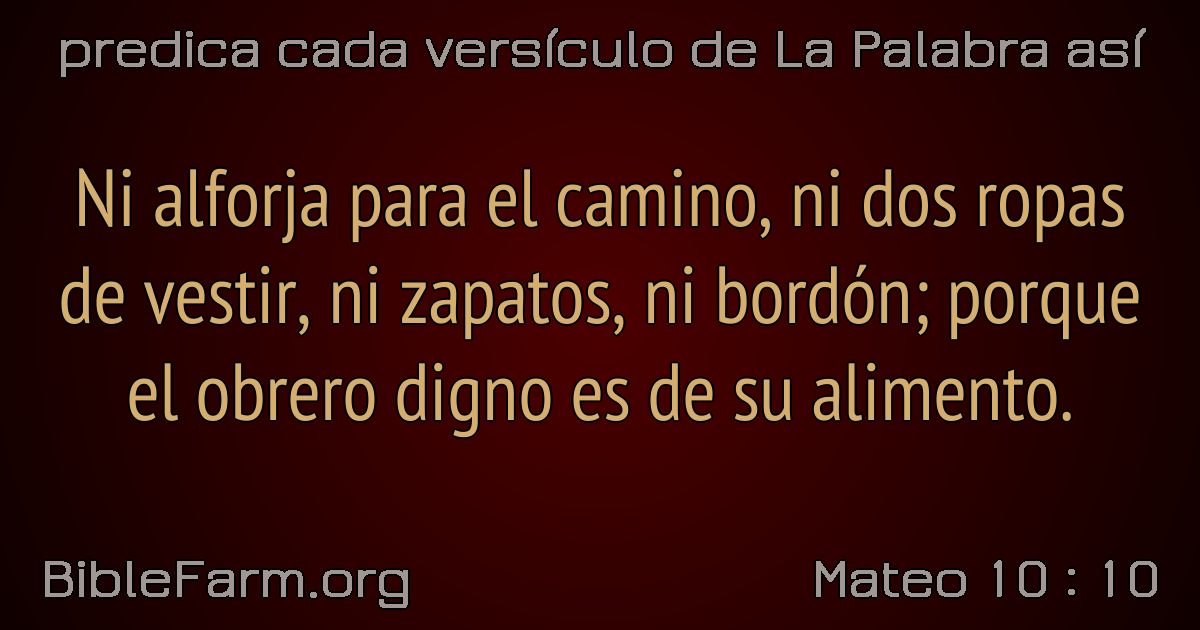 predica cada versículo de La Palabra así
Ni alforja para el camino, ni dos ropas
de vestir, ni zapatos, ni bordón; porque
el obrero digno es de su alimento.
BibleFarm.org
Mateo 10 : 10